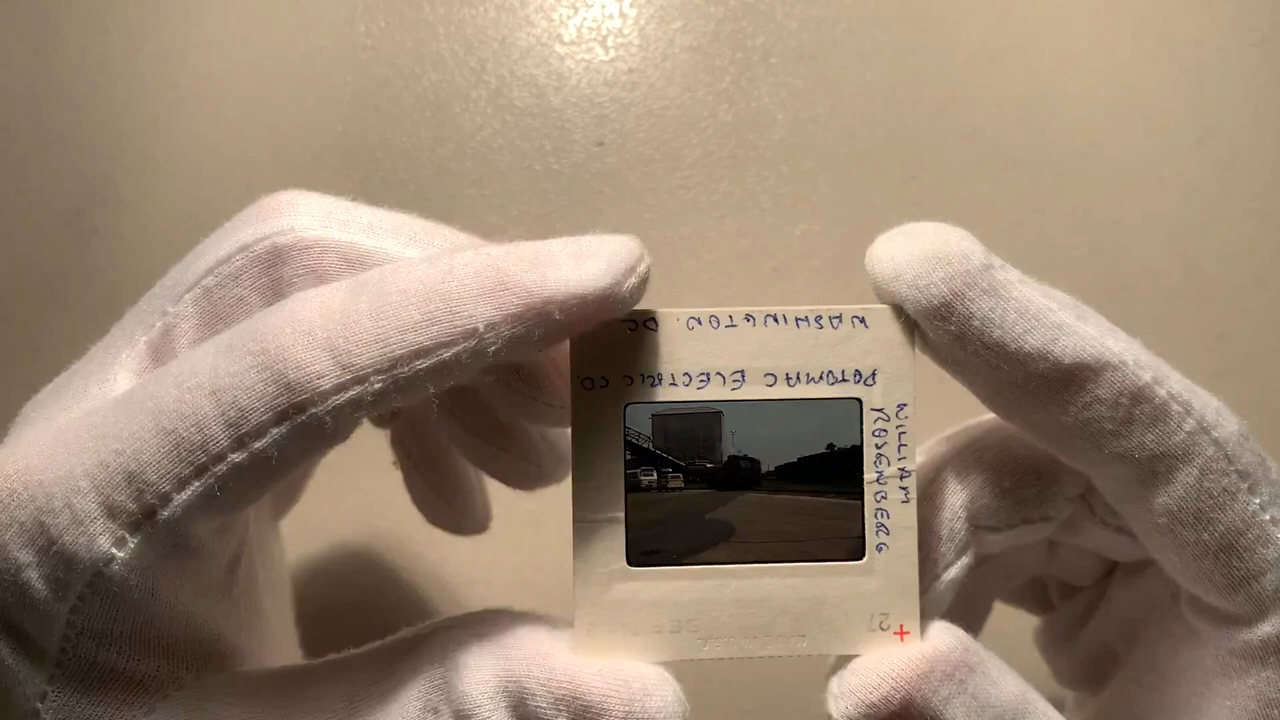 WASHINGTON. DC
POTOMAC ELECTRIC CO.
WILLIAM
ROSENBERG
27
+